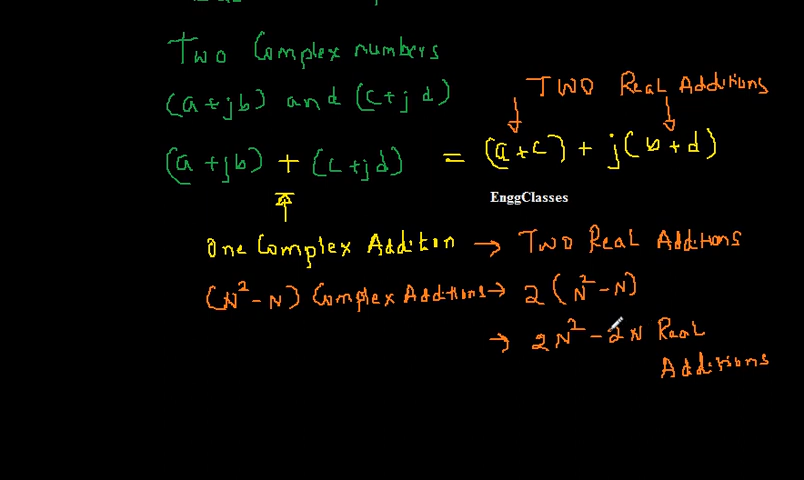 Two Complex numbers
TWO Real Additions
(a+jb) and (c+jd)
(a+jb) + (c+jd) = (a+c) + j(b+d)
EnggClasses
One Complex Additon → Two Real Additions
(N²-N) Complex Additions → 2(N²-N)
→ 2N²-2N Real
Additions